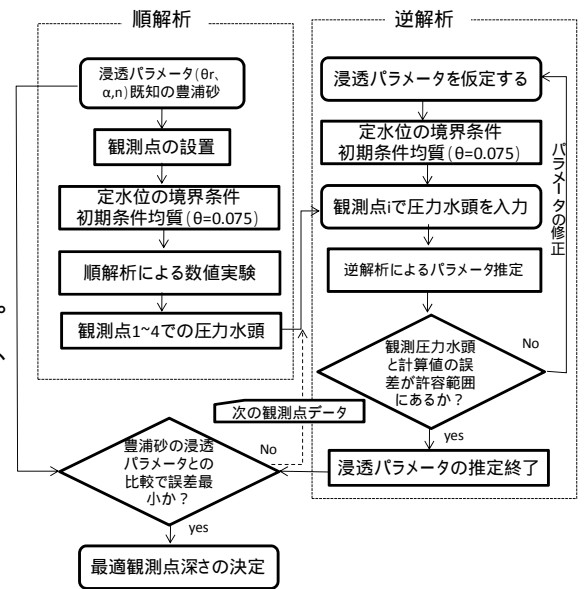 順解析
浸透パラメータ(θr、
α,n)既知の豊浦砂
観測点の設置
定水位の境界条件
初期条件均質(θ=0.075)
順解析による数値実験
観測点1~4での圧力水頭
逆解析
浸透パラメータを仮定する
定水位の境界条件
初期条件均質(θ=0.075)
観測点iで圧力水頭を入力
逆解析によるパラメータ推定
観測圧力水頭
と計算値の誤
差が許容範囲
にあるか？
No
パラメータの修正
yes
浸透パラメータの推定終了
次の観測点データ
豊浦砂の浸透
パラメータとの
比較で誤差最
小か？
No
yes
最適観測点深さの決定